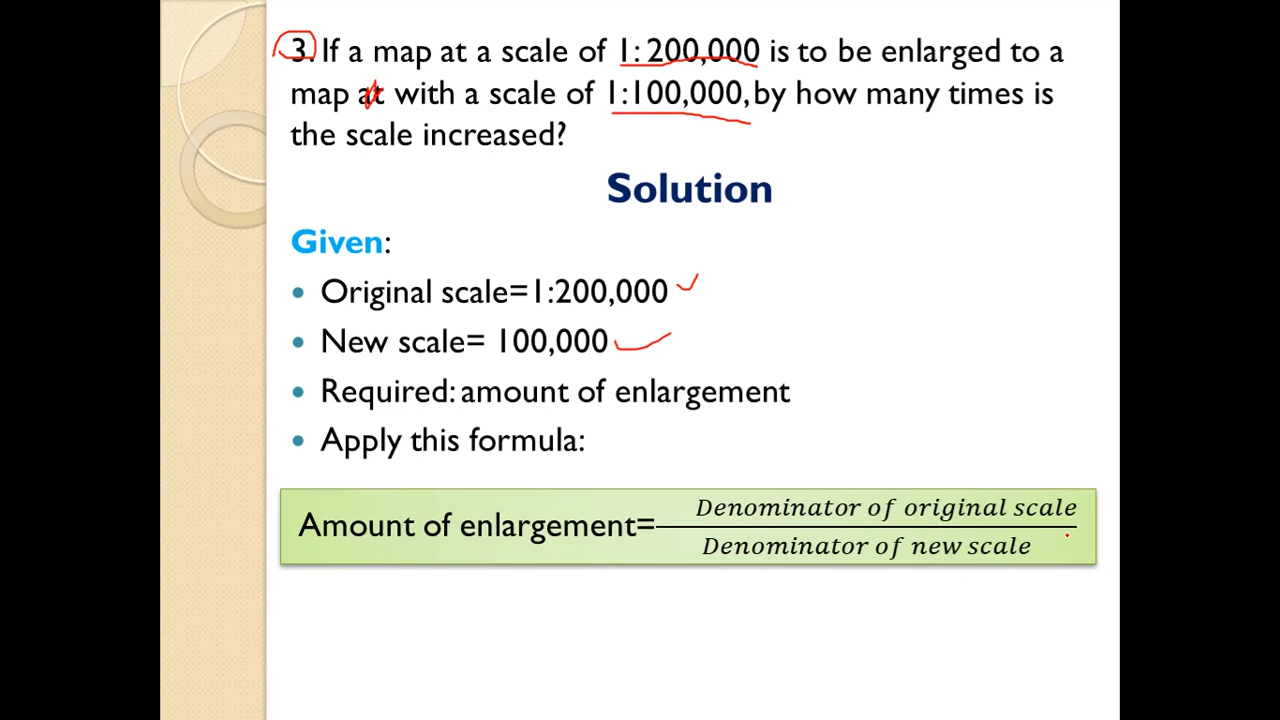 3. If a map at a scale of 1: 200,000 is to be enlarged to a
map at with a scale of 1:100,000, by how many times is
the scale increased?
Solution
Given:
• Original scale=1:200,000
• New scale= 100,000
• Required: amount of enlargement
• Apply this formula:
Amount of enlargement= Denominator of original scale
Denominator of new scale